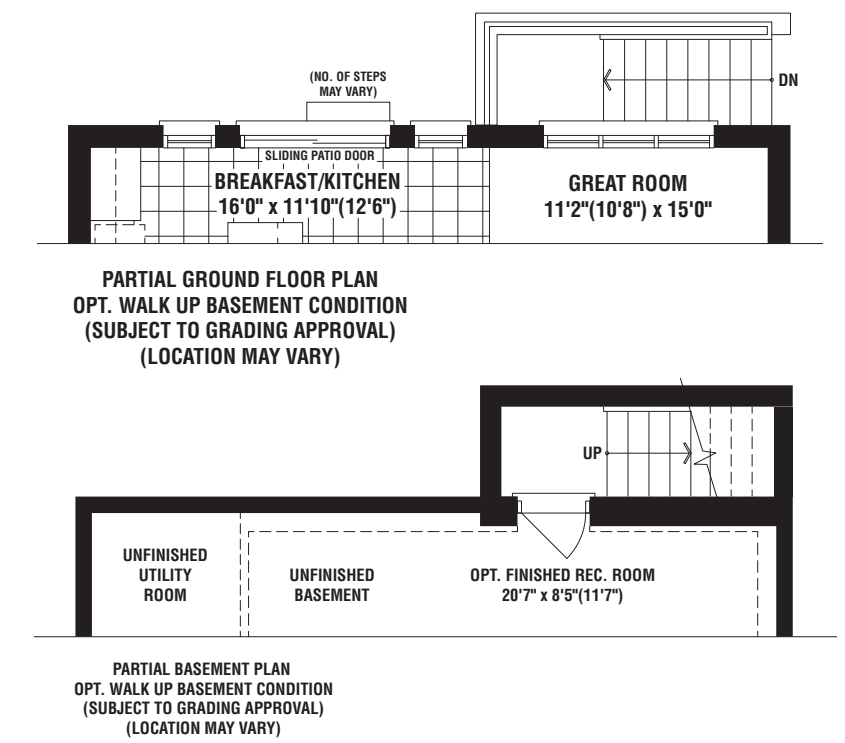 (NO. OF STEPS
MAY VARY)
DN
SLIDING PATIO DOOR
BREAKFAST/KITCHEN
16'0" x 11'10"(12'6")
GREAT ROOM
11'2"(10'8") x 15'0"
PARTIAL GROUND FLOOR PLAN
OPT. WALK UP BASEMENT CONDITION
(SUBJECT TO GRADING APPROVAL)
(LOCATION MAY VARY)
UP
UNFINISHED
UTILITY
ROOM
UNFINISHED
BASEMENT
OPT. FINISHED REC. ROOM
20'7" x 8'5"(11'7")
PARTIAL BASEMENT PLAN
OPT. WALK UP BASEMENT CONDITION
(SUBJECT TO GRADING APPROVAL)
(LOCATION MAY VARY)